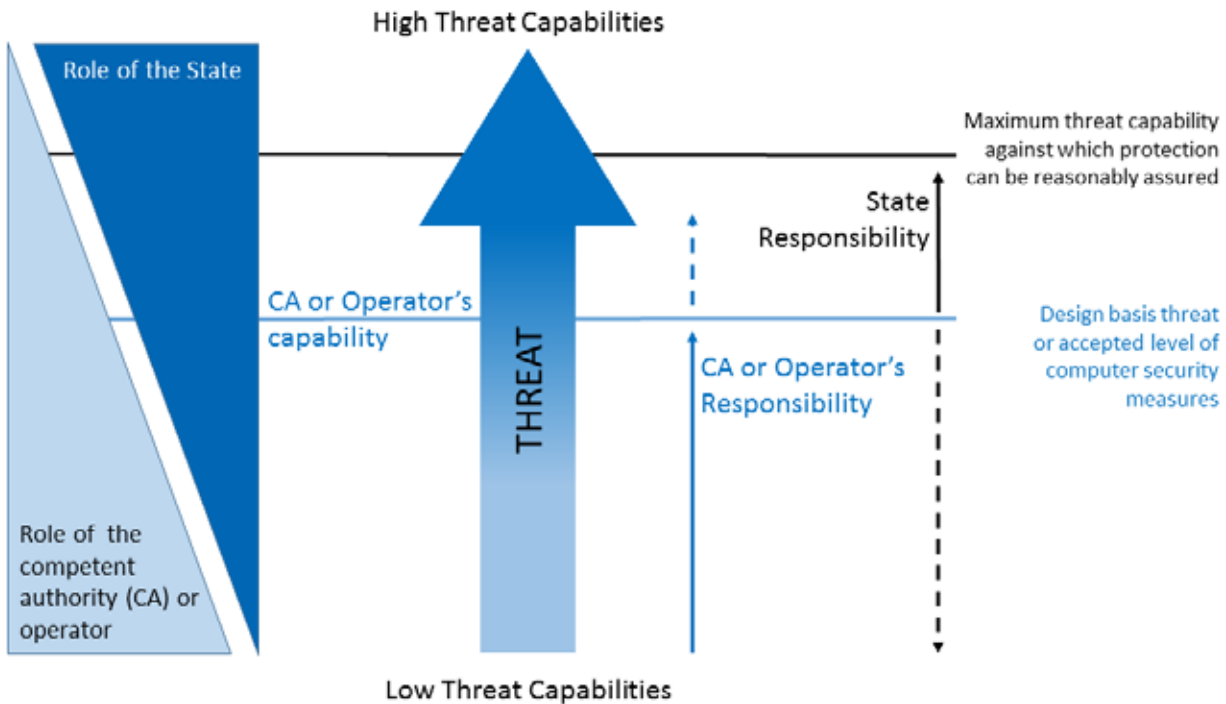 High Threat Capabilities
Role of the State
Maximum threat capability
against which protection
can be reasonably assured
State
Responsibility
CA or Operator's
capability
Design basis threat
or accepted level of
computer security
measures
THREAT
CA or Operator's
Responsibility
Role of the
competent
authority (CA) or
operator
Low Threat Capabilities